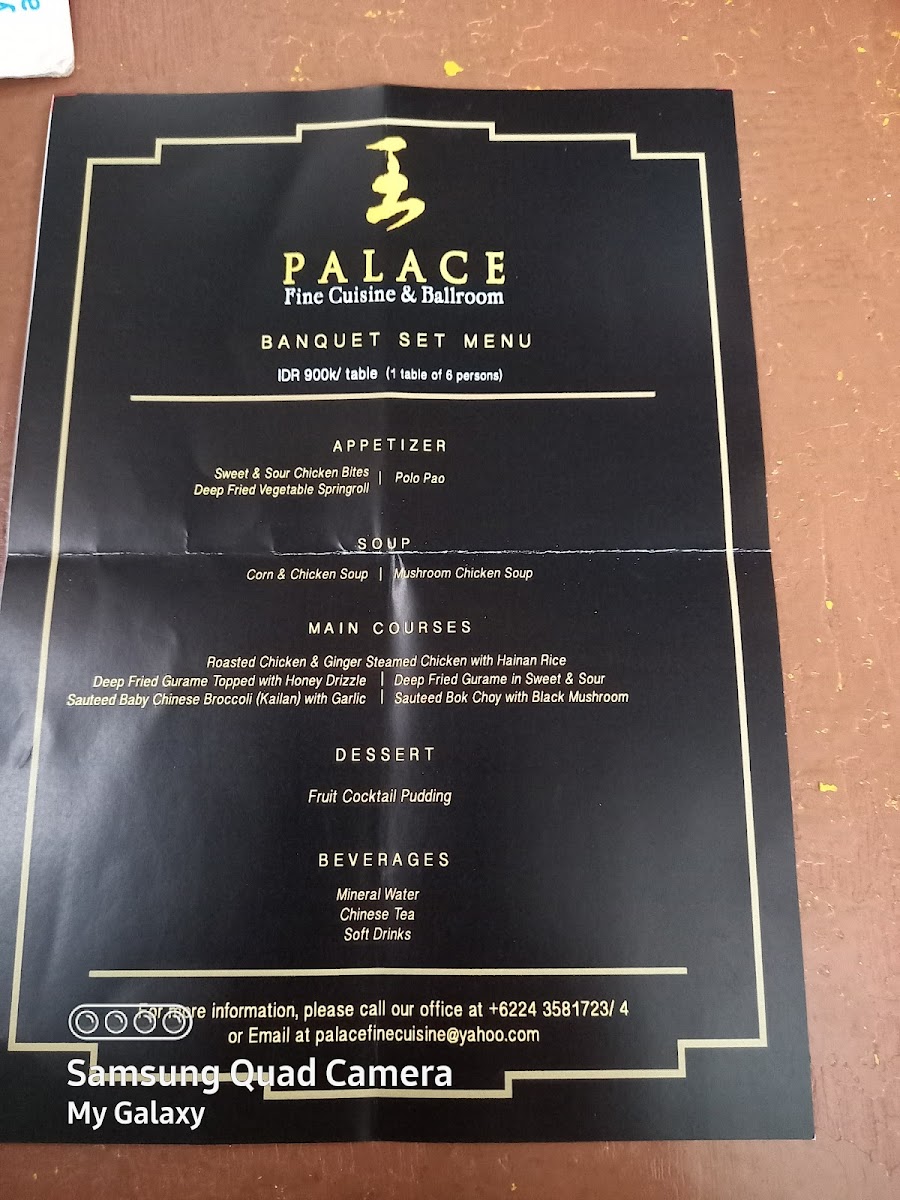 王
PALACE
Fine Cuisine & Ballroom
BANQUET SET MENU
IDR 900k/ table (1 table of 6 persons)
APPETIZER
Sweet & Sour Chicken Bites | Polo Pao
Deep Fried Vegetable Springroll
SOUP
Corn & Chicken Soup | Mushroom Chicken Soup
MAIN COURSES
Roasted Chicken & Ginger Steamed Chicken with Hainan Rice
Deep Fried Gurame Topped with Honey Drizzle | Deep Fried Gurame in Sweet & Sour
Sauteed Baby Chinese Broccoli (Kailan) with Garlic | Sauteed Bok Choy with Black Mushroom
DESSERT
Fruit Cocktail Pudding
BEVERAGES
Mineral Water
Chinese Tea
Soft Drinks
For more information, please call our office at +6224 3581723/ 4
or Email at palacefinecuisine@yahoo.com
Samsung Quad Camera
My Galaxy